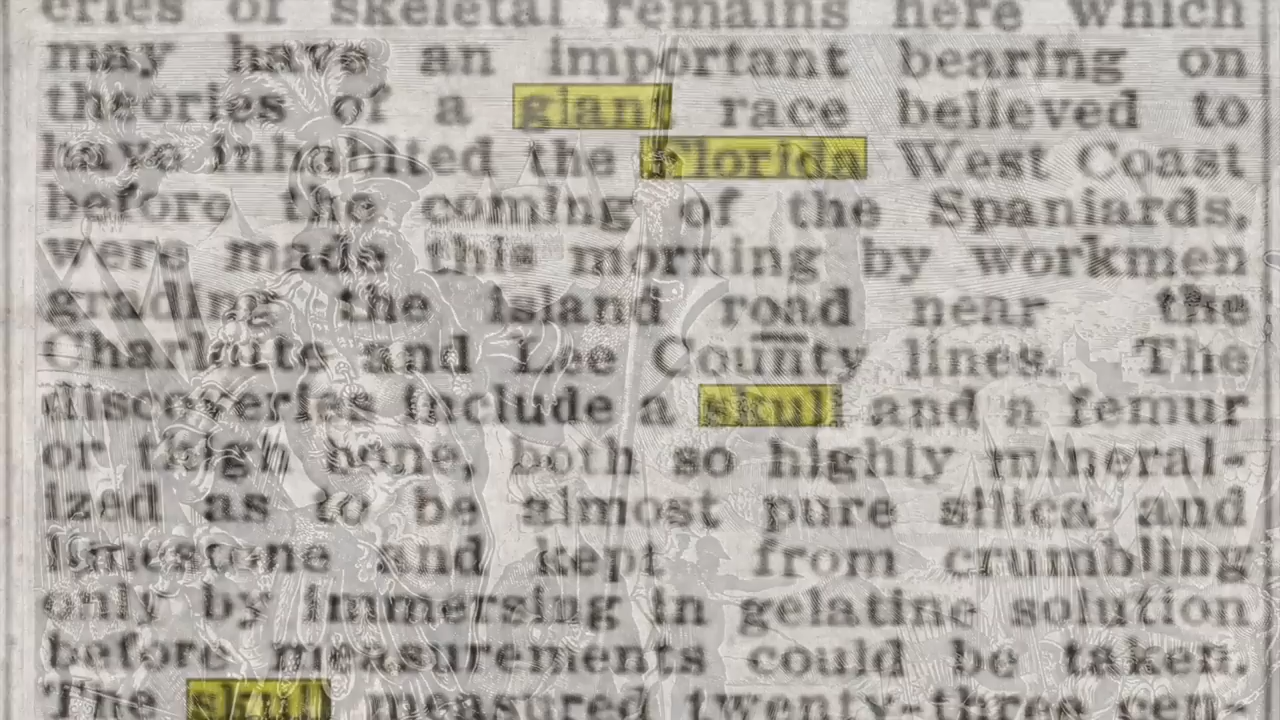 eries of skeletal remains here which
may have an important bearing on
theories of a giant race believed to
have inhabited the Florida West Coast
before the coming of the Spaniards,
were made this morning by workmen
grading the island road near the
Charlotte and Lee County lines. The
discoveries include a skull and a femur
or thigh bone, both so highly mineral-
ized as to be almost pure silica and
limestone and kept from crumbling
only by immersing in gelatine solution
before measurements could be taken.
The skull measured twenty-three cen-